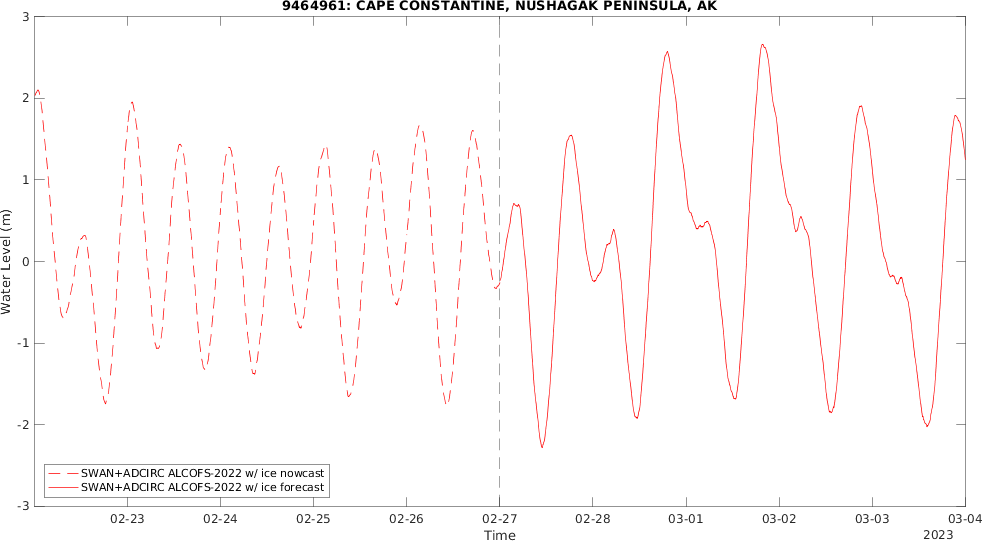 9464961: CAPE CONSTANTINE, NUSHAGAK PENINSULA, AK
3
2
1
0
-1
-2
-3
Water Level (m)
SWAN+ADCIRC ALCOFS-2022 w/ ice nowcast
SWAN+ADCIRC ALCOFS-2022 w/ ice forecast
02-23 02-24 02-25 02-26 02-27 02-28 03-01 03-02 03-03 03-04
Time 2023